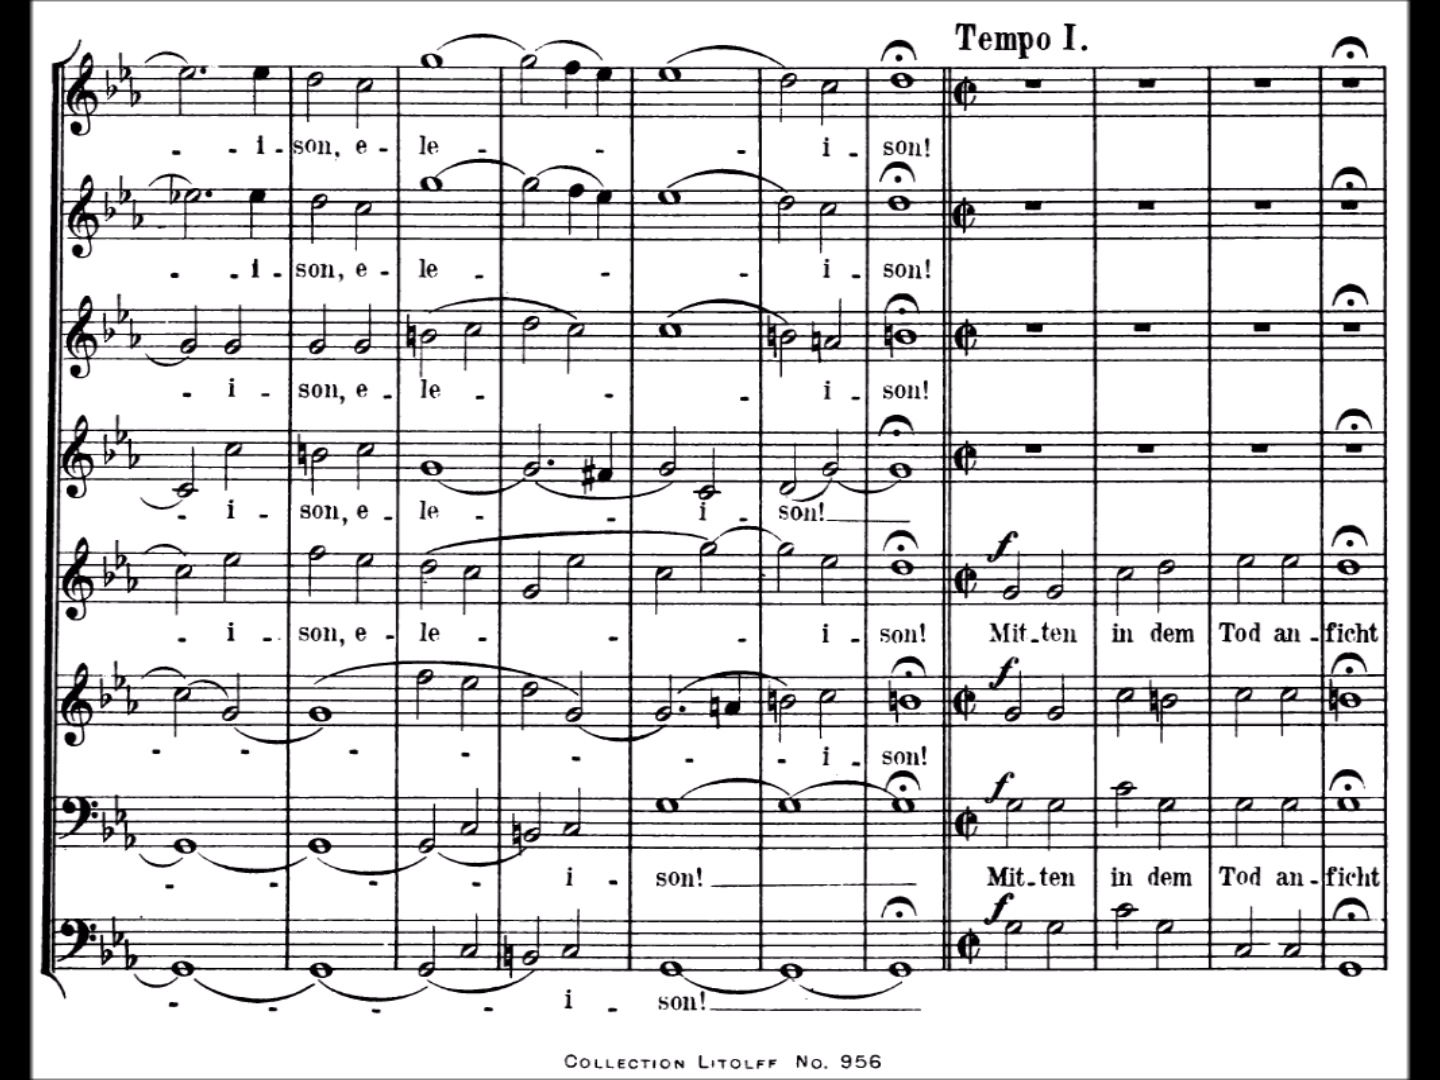 Tempo I.
- - i - son, e - le - - - i - son!
- - i - son, e - le - - - i - son!
- i - son, e - le - - - i - son!
- i - son, e - le - - i - son!
f
- i - son, e - le - - - i - son! Mit-ten in dem Tod an-ficht
f
- - - - - - - i - son!
f
- - - - i - son! Mit-ten in dem Tod an-ficht
f
- - - - i - son!
COLLECTION LITOLFF No. 956